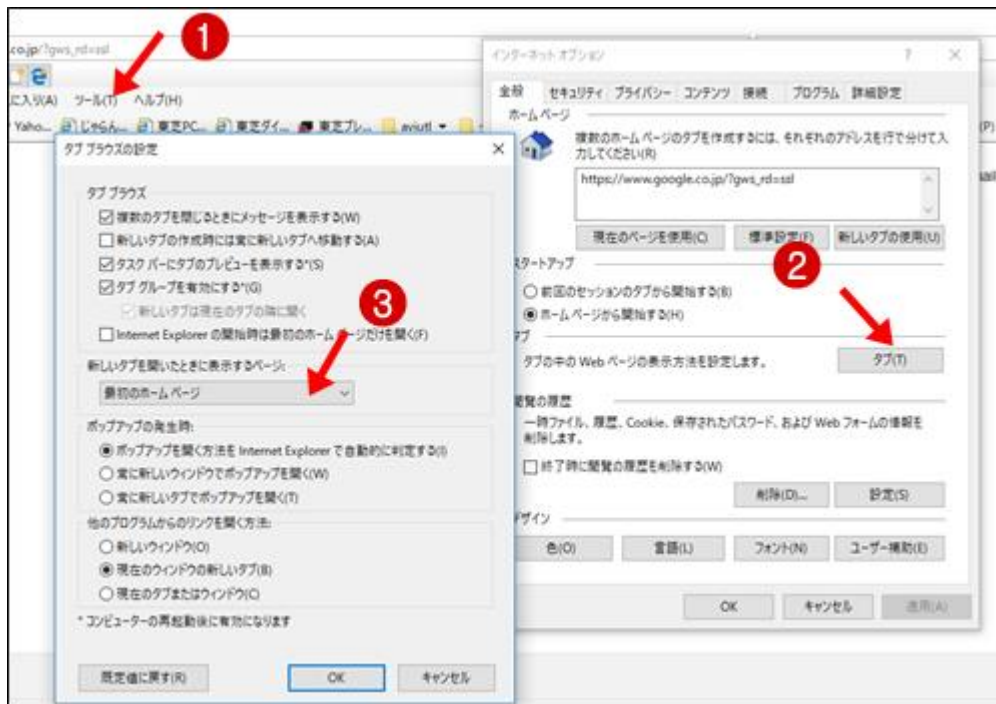 1
.co.jp/?gws_rd=ssl
に入り(A) ツール(T) ヘルプ(H)
Yaho... じゃらん... 東芝PC... 東芝ダイ... 東芝プレ... aviutl
タブ ブラウズの設定
タブ ブラウズ
複数のタブを閉じるときにメッセージを表示する(W)
新しいタブの作成時には常に新しいタブへ移動する(A)
タスク バーにタブのプレビューを表示する*(S)
タブ グループを有効にする*(G)
新しいタブは現在のタブの隣に開く
3
Internet Explorer の開始時は最初のホーム ページだけを開く(F)
新しいタブを開いたときに表示するページ:
最初のホーム ページ
ポップアップの発生時:
ポップアップを開く方法を Internet Explorer で自動的に判定する(I)
常に新しいウィンドウでポップアップを開く(W)
常に新しいタブでポップアップを開く(T)
他のプログラムからのリンクを開く方法:
新しいウィンドウ(O)
現在のウィンドウの新しいタブ(B)
現在のタブまたはウィンドウ(C)
* コンピューターの再起動後に有効になります
既定値に戻す(R) OK キャンセル
インターネット オプション ?
全般 セキュリティ プライバシー コンテンツ 接続 プログラム 詳細設定
ホーム ページ
複数のホーム ページのタブを作成するには、それぞれのアドレスを行で分けて入
力してください(R)
https://www.google.co.jp/?gws_rd=ssl
現在のページを使用(C) 標準設定(F) 新しいタブの使用(U)
スタートアップ
2
前回のセッションのタブから開始する(B)
ホーム ページから開始する(H)
タブ
タブの中の Web ページの表示方法を設定します。 タブ(T)
閲覧の履歴
一時ファイル、履歴、Cookie、保存されたパスワード、および Web フォームの情報を
削除します。
終了時に閲覧の履歴を削除する(W)
削除(D)... 設定(S)
デザイン
色(O) 言語(L) フォント(N) ユーザー補助(E)
OK キャンセル 適用(A)
(P)